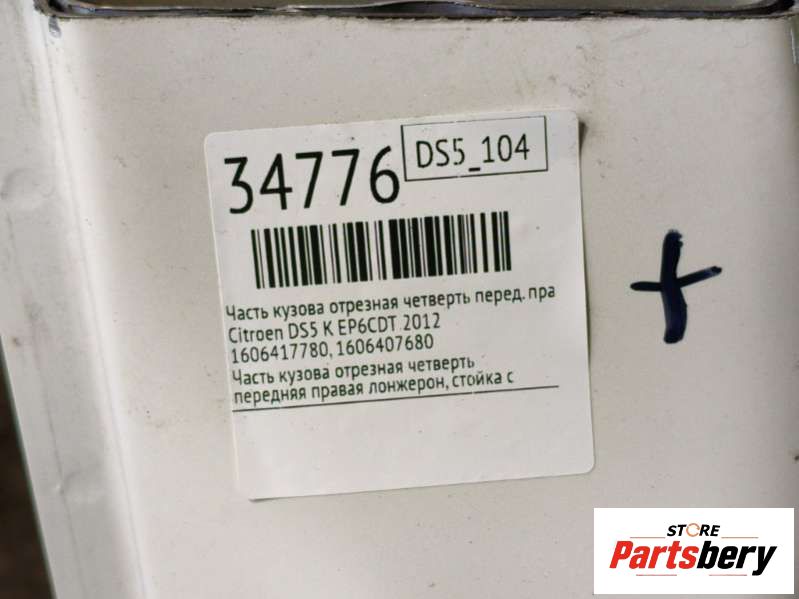 34776
DS5_104
Часть кузова отрезная четверть перед. пра
Citroen DS5 K EP6CDT 2012
1606417780, 1606407680
Часть кузова отрезная четверть
передняя правая лонжерон, стойка с
STORE
Partsbery